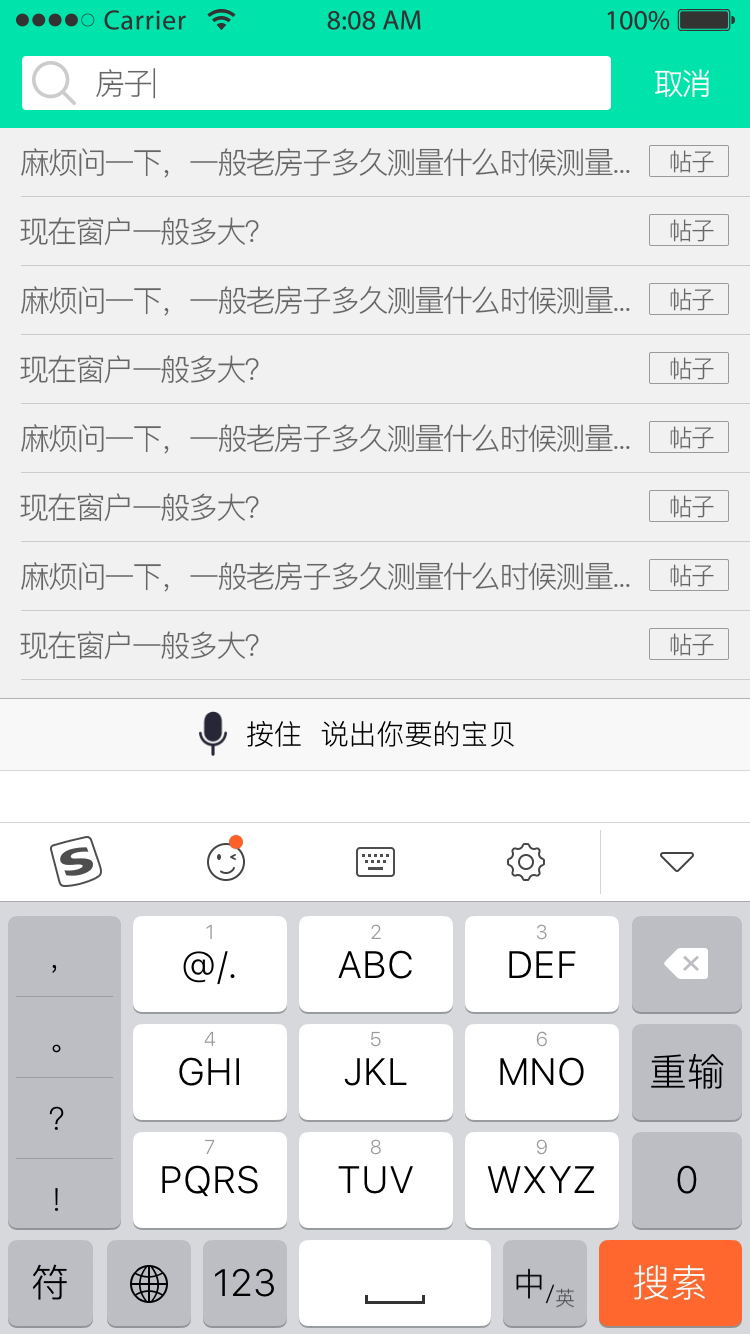 Carrier 8:08 AM 100%
房子 取消
麻烦问一下，一般老房子多久测量什么时候测量... 帖子
现在窗户一般多大? 帖子
麻烦问一下，一般老房子多久测量什么时候测量... 帖子
现在窗户一般多大? 帖子
麻烦问一下，一般老房子多久测量什么时候测量... 帖子
现在窗户一般多大? 帖子
麻烦问一下，一般老房子多久测量什么时候测量... 帖子
现在窗户一般多大? 帖子
按住 说出你要的宝贝
S
， 1 @/. 2 ABC 3 DEF
。 4 GHI 5 JKL 6 MNO 重输
? 7 PQRS 8 TUV 9 WXYZ 0
!
符 123 中/英 搜索